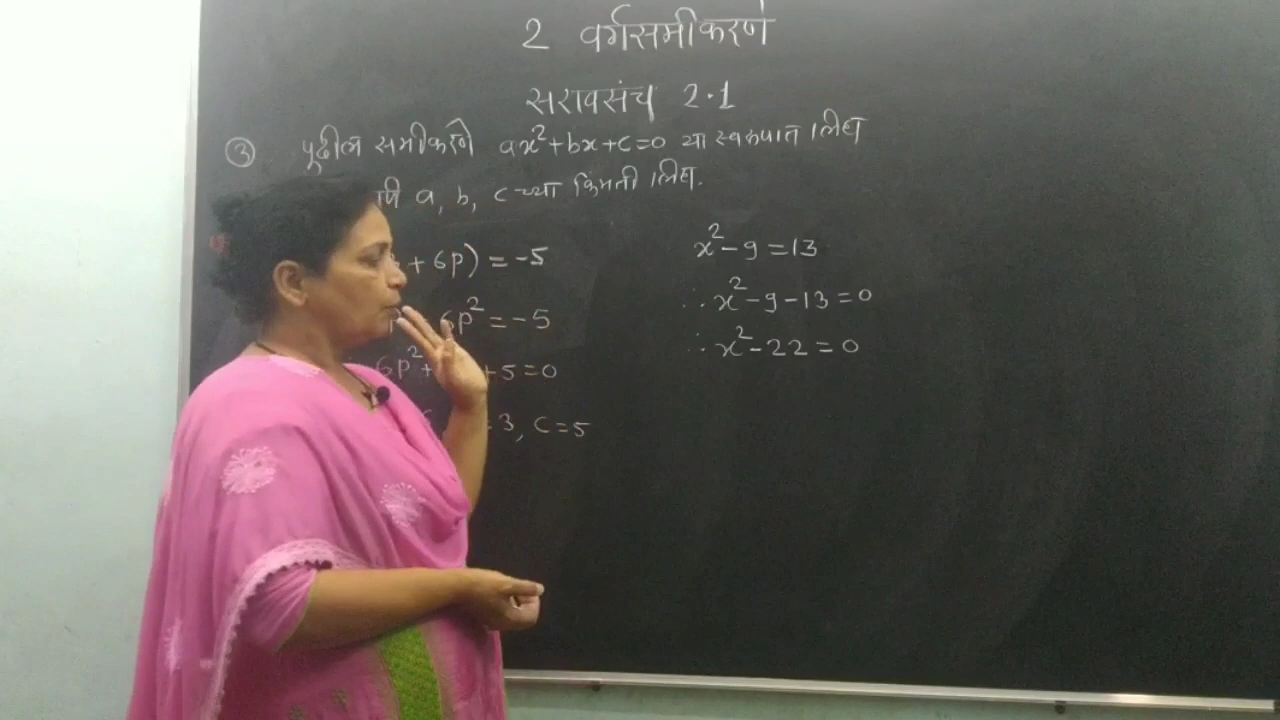 2 वर्गसमीकरणे
सरावसंच 2.1
③ पूढील समीकरणे ax²+bx+c=0 या स्वरुपात लिहा
a, b, c च्या किमती लिहा.
+ 6p) = -5
6p² = -5
6p²+ +5=0
=3, c=5
x²-9=13
∴x²-9-13=0
∴x²-22=0